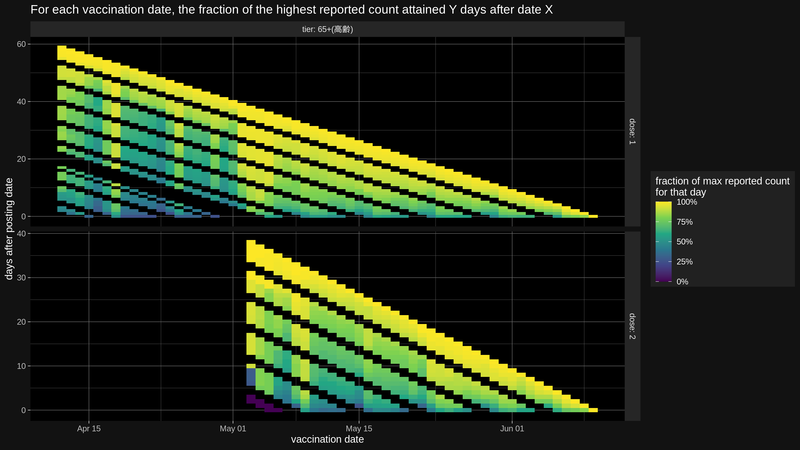 For each vaccination date, the fraction of the highest reported count attained Y days after date X
tier: 65+(高齢)
60
40
20
0
dose: 1
40
30
20
10
0
dose: 2
Apr 15
May 01
May 15
Jun 01
vaccination date
days after posting date
fraction of max reported count
for that day
100%
75%
50%
25%
0%